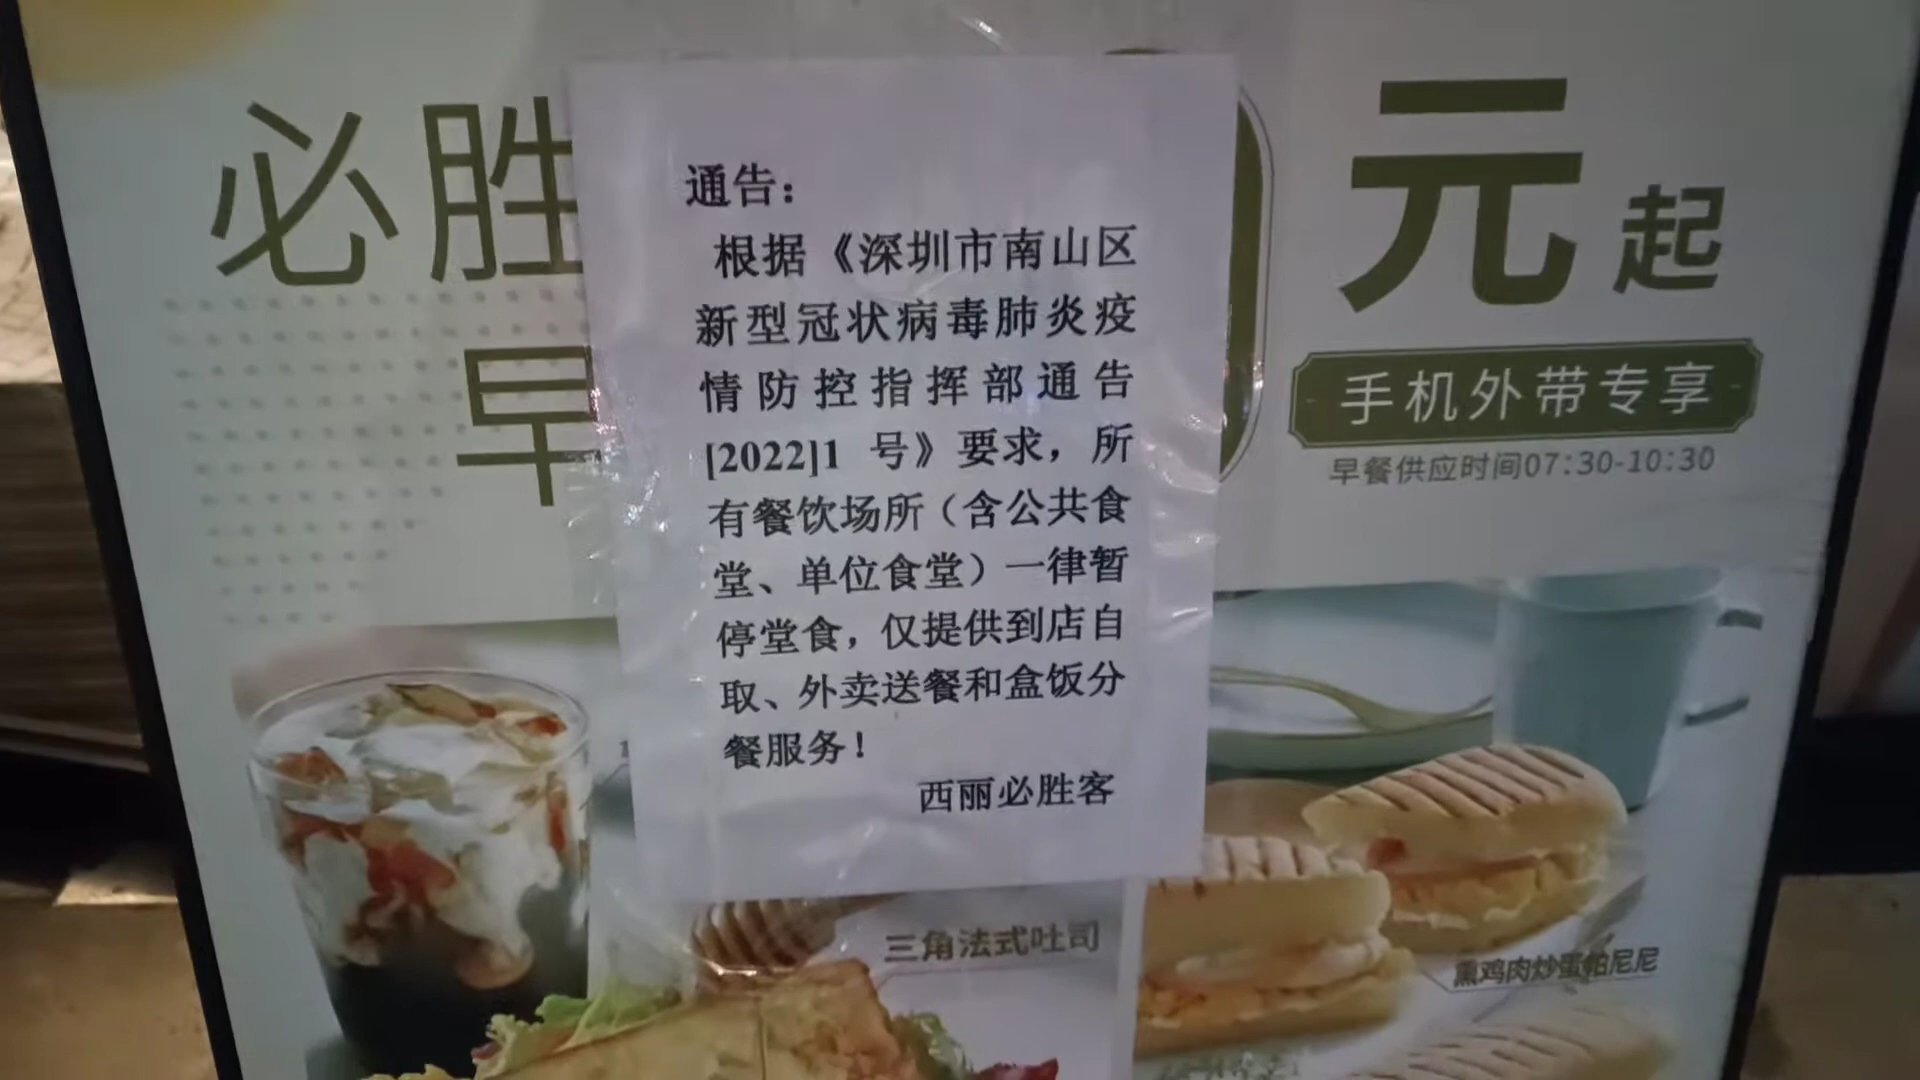 必胜
早
元起
手机外带专享
早餐供应时间07:30-10:30
通告：
根据《深圳市南山区
新型冠状病毒肺炎疫
情防控指挥部通告
[2022]1 号》要求，所
有餐饮场所（含公共食
堂、单位食堂）一律暂
停堂食，仅提供到店自
取、外卖送餐和盒饭分
餐服务！
西丽必胜客
三角法式吐司
熏鸡肉炒蛋帕尼尼